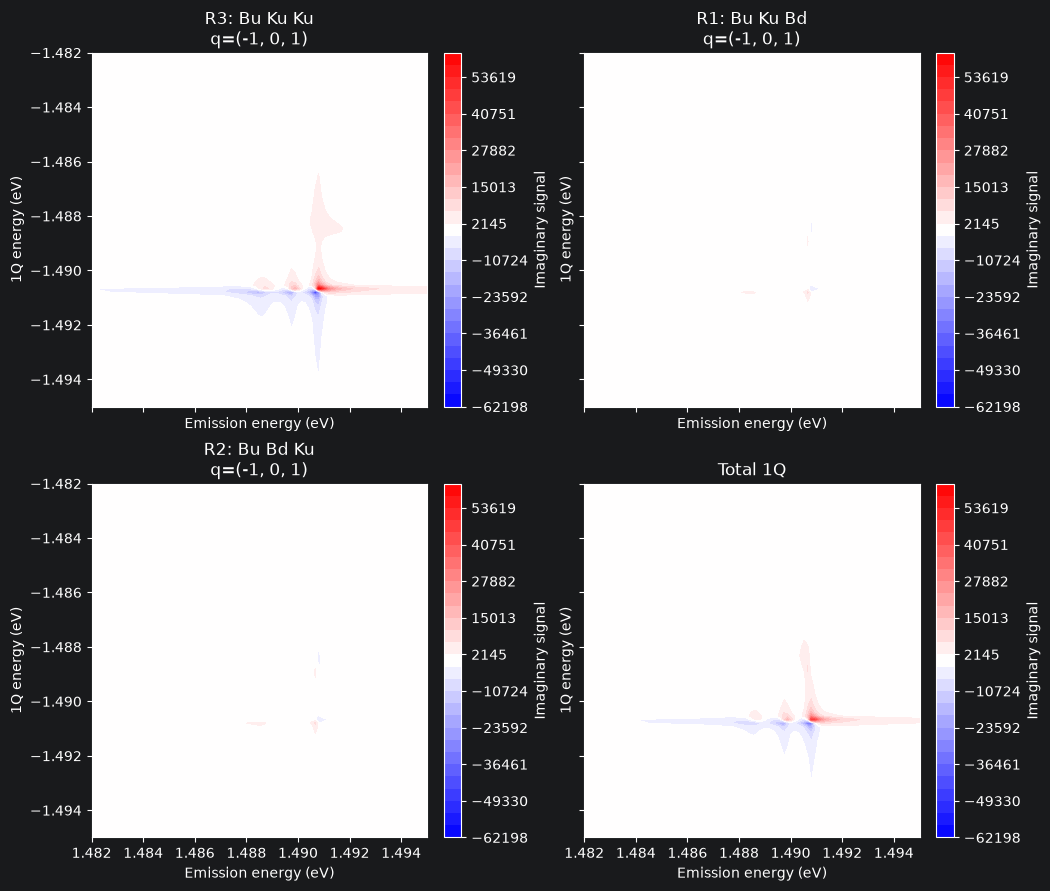 R3: Bu Ku Ku
q=(-1, 0, 1)
−1.482
−1.484
−1.486
−1.488
−1.490
−1.492
−1.494
1Q energy (eV)
Emission energy (eV)
53619
40751
27882
15013
2145
−10724
−23592
−36461
−49330
−62198
Imaginary signal
R1: Bu Ku Bd
q=(-1, 0, 1)
1Q energy (eV)
Emission energy (eV)
53619
40751
27882
15013
2145
−10724
−23592
−36461
−49330
−62198
Imaginary signal
R2: Bu Bd Ku
q=(-1, 0, 1)
−1.482
−1.484
−1.486
−1.488
−1.490
−1.492
−1.494
1Q energy (eV)
1.482 1.484 1.486 1.488 1.490 1.492 1.494
Emission energy (eV)
53619
40751
27882
15013
2145
−10724
−23592
−36461
−49330
−62198
Imaginary signal
Total 1Q
1Q energy (eV)
1.482 1.484 1.486 1.488 1.490 1.492 1.494
Emission energy (eV)
53619
40751
27882
15013
2145
−10724
−23592
−36461
−49330
−62198
Imaginary signal